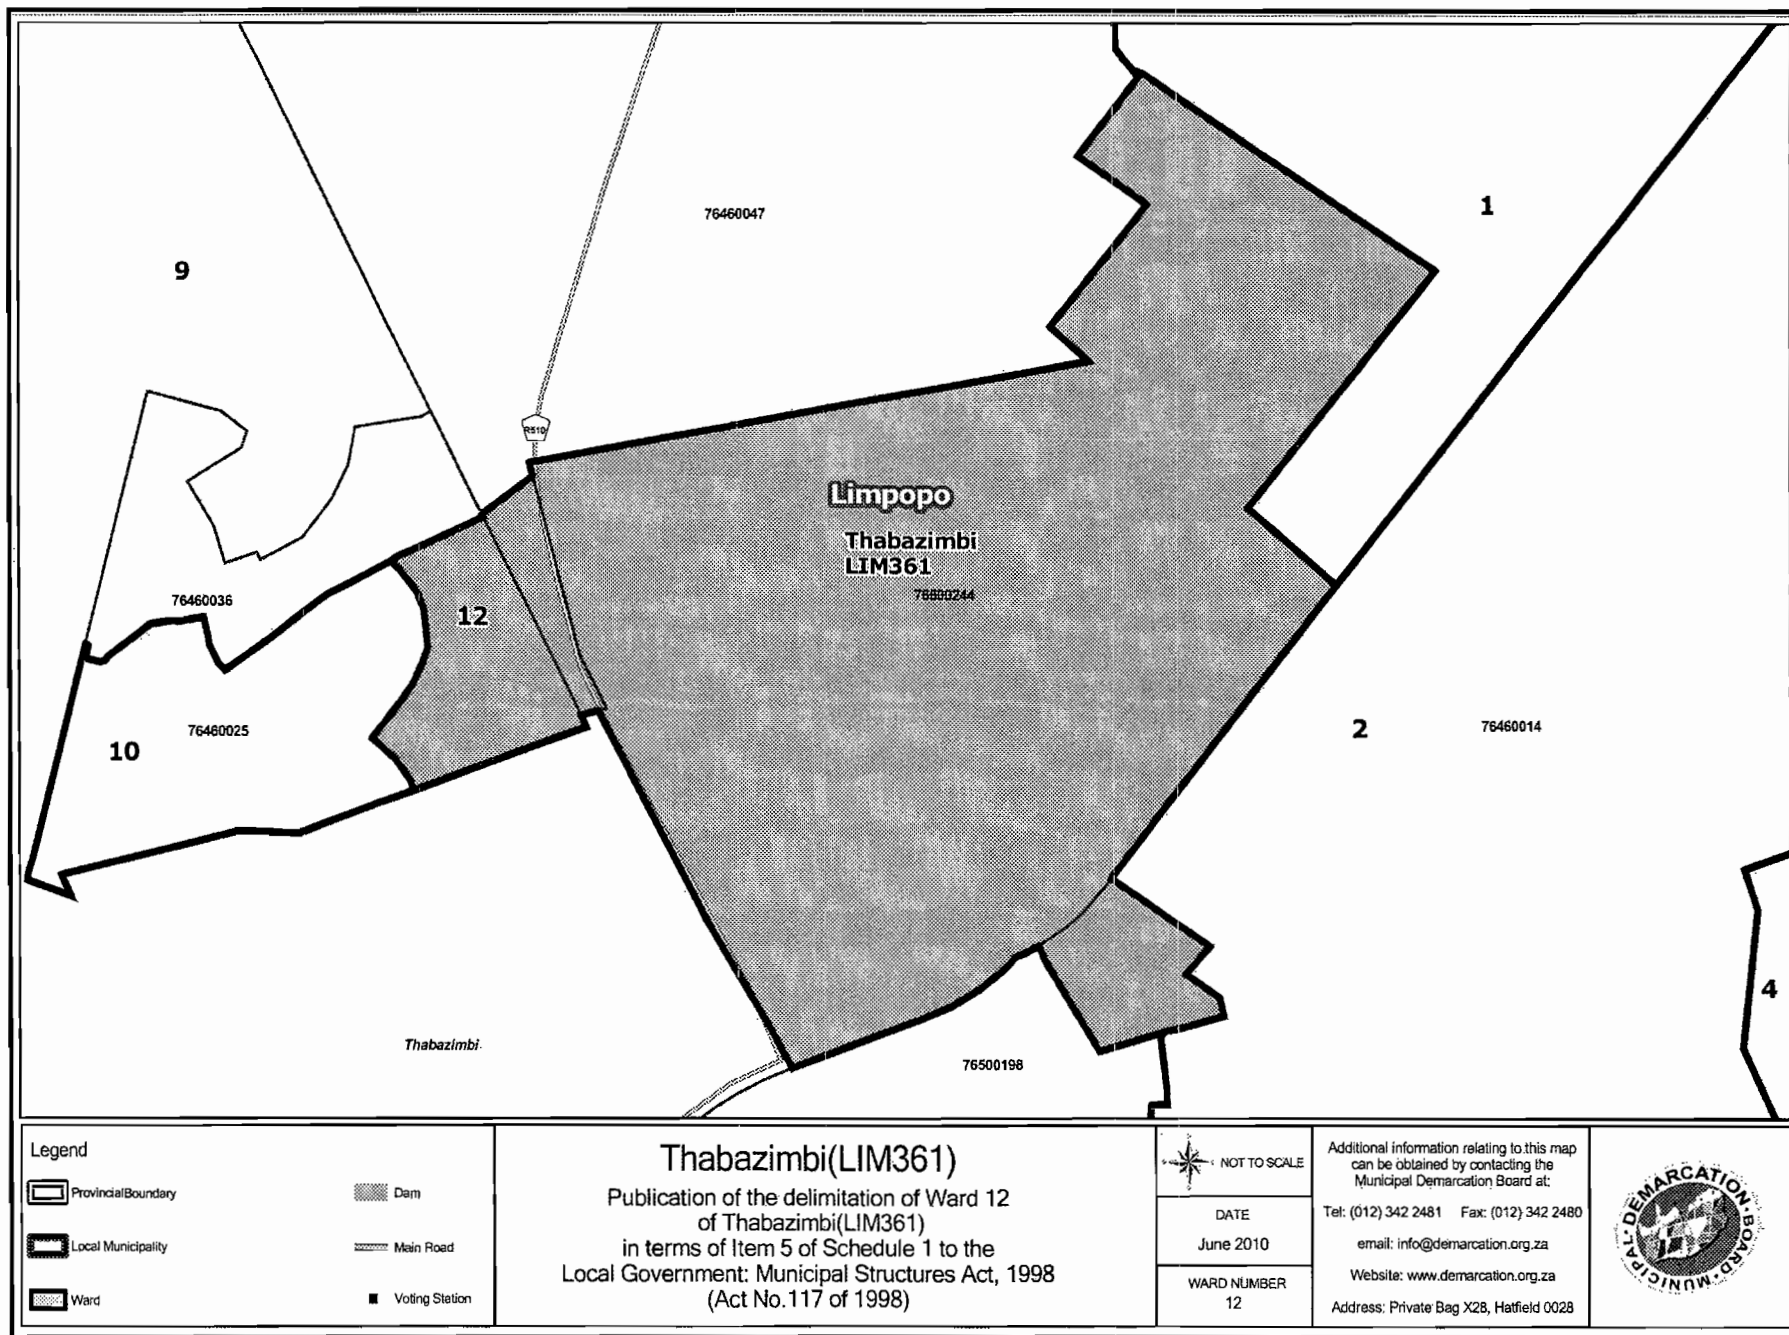 76460047
1
9
R510
Limpopo
Thabazimbi
LIM361
76600244
76460036
12
76460025
10
2
76460014
4
Thabazimbi
76500198
Legend
ProvincialBoundary
Dam
Local Municipality
Main Road
Ward
Voting Station
Thabazimbi(LIM361)
Publication of the delimitation of Ward 12
of Thabazimbi(LIM361)
in terms of Item 5 of Schedule 1 to the
Local Government: Municipal Structures Act, 1998
(Act No.117 of 1998)
NOT TO SCALE
DATE
June 2010
WARD NUMBER
12
Additional information relating to this map
can be obtained by contacting the
Municipal Demarcation Board at:
Tel: (012) 342 2481 Fax: (012) 342 2480
email: info@demarcation.org.za
Website: www.demarcation.org.za
Address: Private Bag X28, Hatfield 0028
MUNICIPAL·DEMARCATION·BOARD